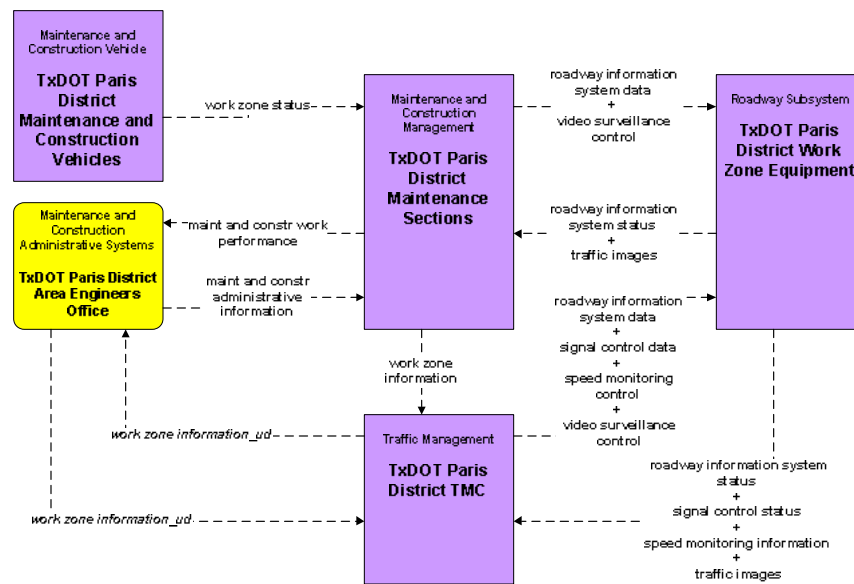 Maintenance and
Construction Vehicle
TxDOT Paris
District
Maintenance and
Construction
Vehicles
work zone status
Maintenance and
Construction
Management
TxDOT Paris
District
Maintenance
Sections
roadway information
system data
+
video surveillance
control
Roadway Subsystem
TxDOT Paris
District Work
Zone Equipment
Maintenance and
Construction
Administrative Systems
TxDOT Paris District
Area Engineers
Office
maint and constr work
performance
maint and constr
administrative
information
roadway information
system status
+
traffic images
roadway information
system data
+
signal control data
+
speed monitoring
control
+
video surveillance
control
work zone
information
work zone information_ud
Traffic Management
TxDOT Paris
District TMC
work zone information_ud
roadway information system
status
+
signal control status
+
speed monitoring information
+
traffic images